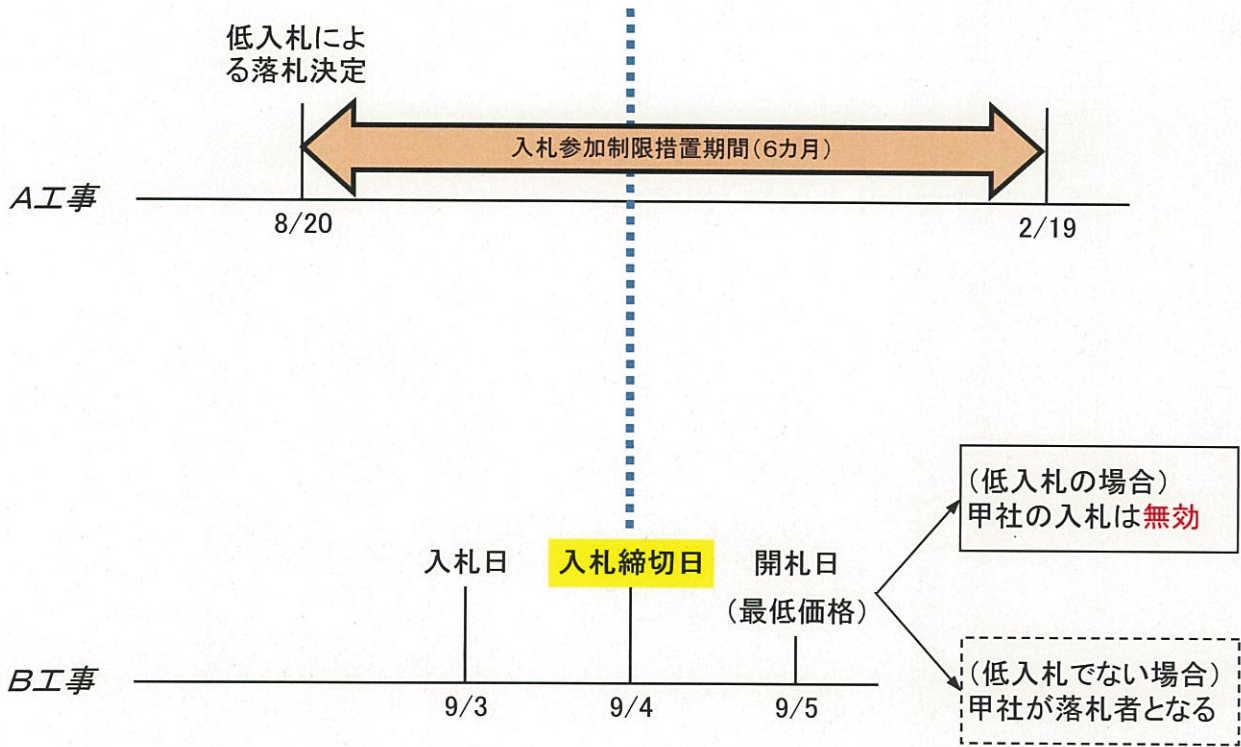 低入札によ
る落札決定
入札参加制限措置期間(6カ月)
A工事
8/20
2/19
(低入札の場合)
甲社の入札は無効
入札日
入札締切日
開札日
(最低価格)
(低入札でない場合)
甲社が落札者となる
B工事
9/3
9/4
9/5